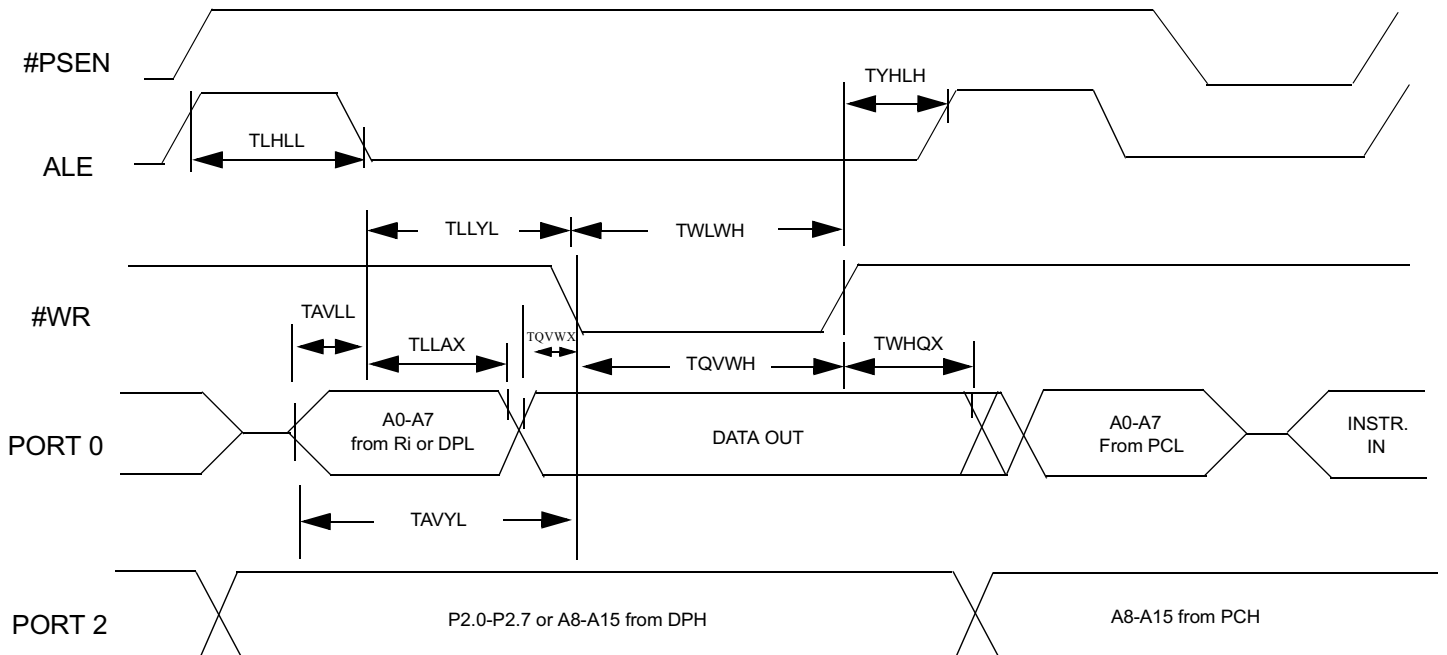 #PSEN
TYHLH
TLHLL
ALE
TLLYL
TWLWH
#WR
TAVLL
TLLAX
TQVWX
TQVWH
TWHQX
PORT 0
A0-A7
from Ri or DPL
DATA OUT
A0-A7
From PCL
INSTR.
IN
TAVYL
PORT 2
P2.0-P2.7 or A8-A15 from DPH
A8-A15 from PCH